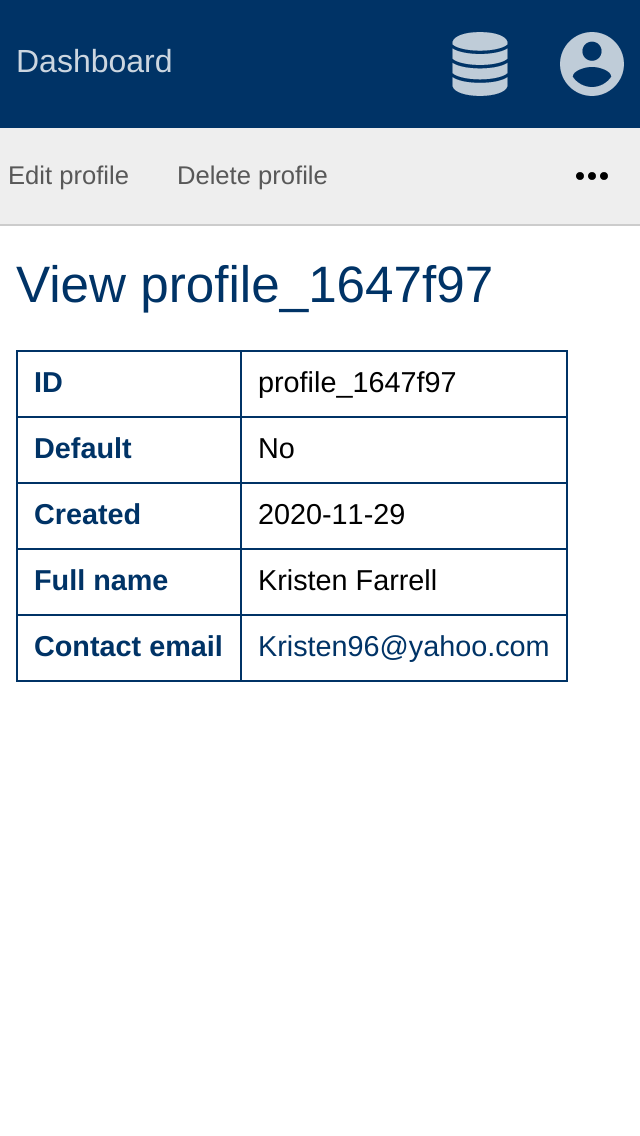 Dashboard
Edit profile Delete profile
View profile_1647f97
ID profile_1647f97
Default No
Created 2020-11-29
Full name Kristen Farrell
Contact email Kristen96@yahoo.com